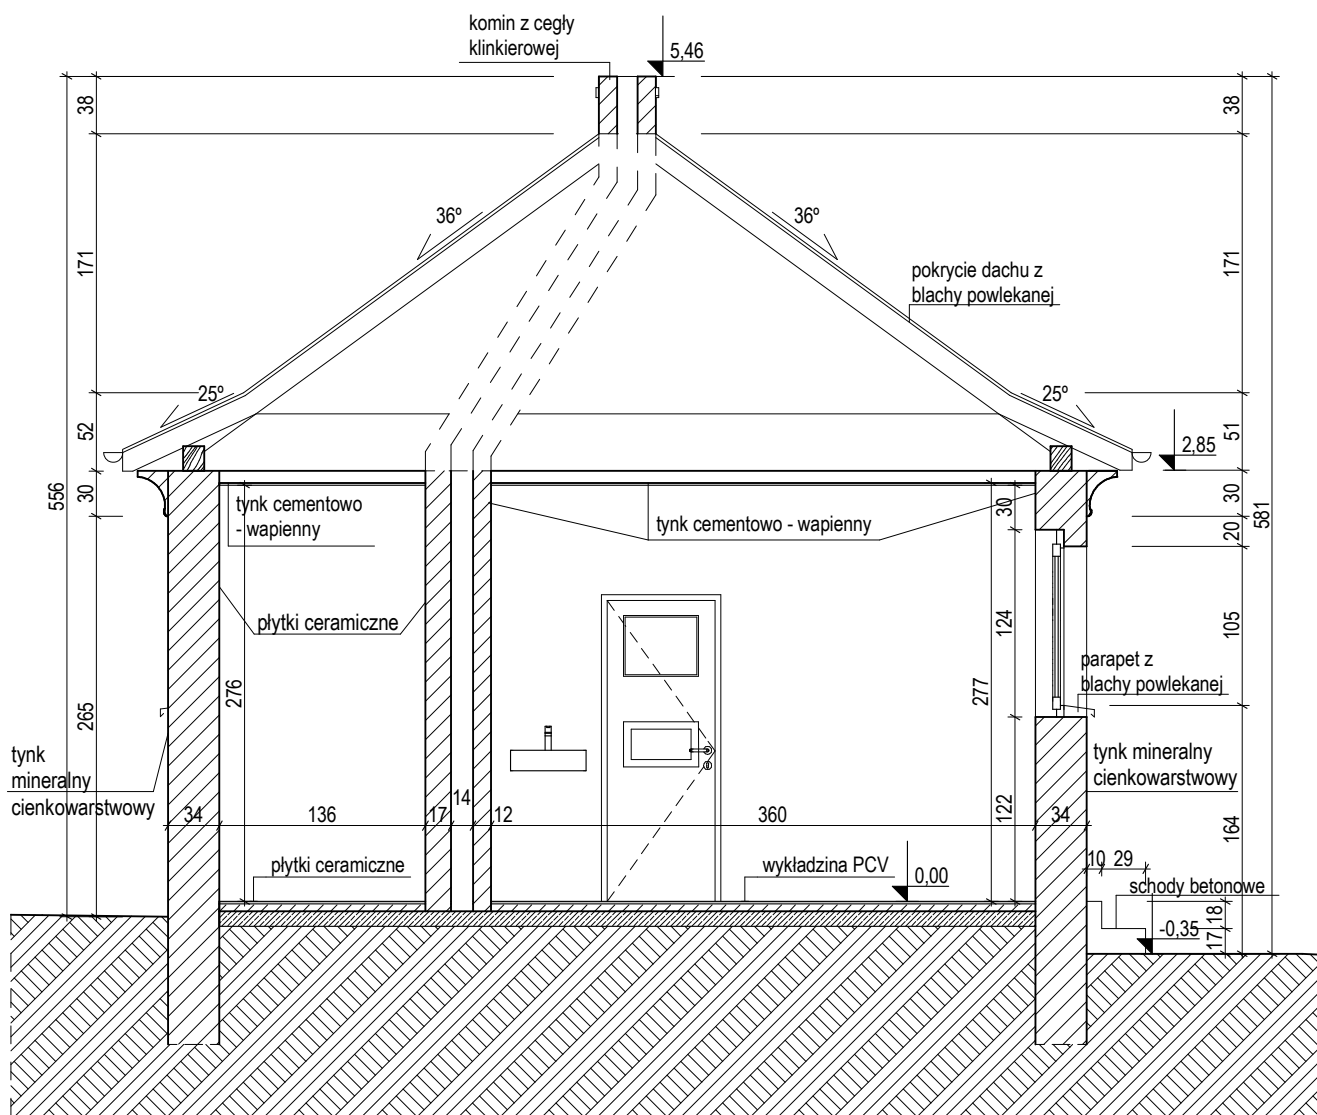 komin z cegły
klinkierowej
5,46
38
38
36º
36º
171
171
pokrycie dachu z
blachy powlekanej
25º
25º
52
51
2,85
556
30
30
581
tynk cementowo
- wapienny
tynk cementowo - wapienny
30
20
płytki ceramiczne
124
105
parapet z
blachy powlekanej
276
277
265
tynk
mineralny
cienkowarstwowy
tynk mineralny
cienkowarstwowy
34
136
17
14
12
360
122
34
164
płytki ceramiczne
wykładzina PCV
0,00
10
29
schody betonowe
18
-0,35
17